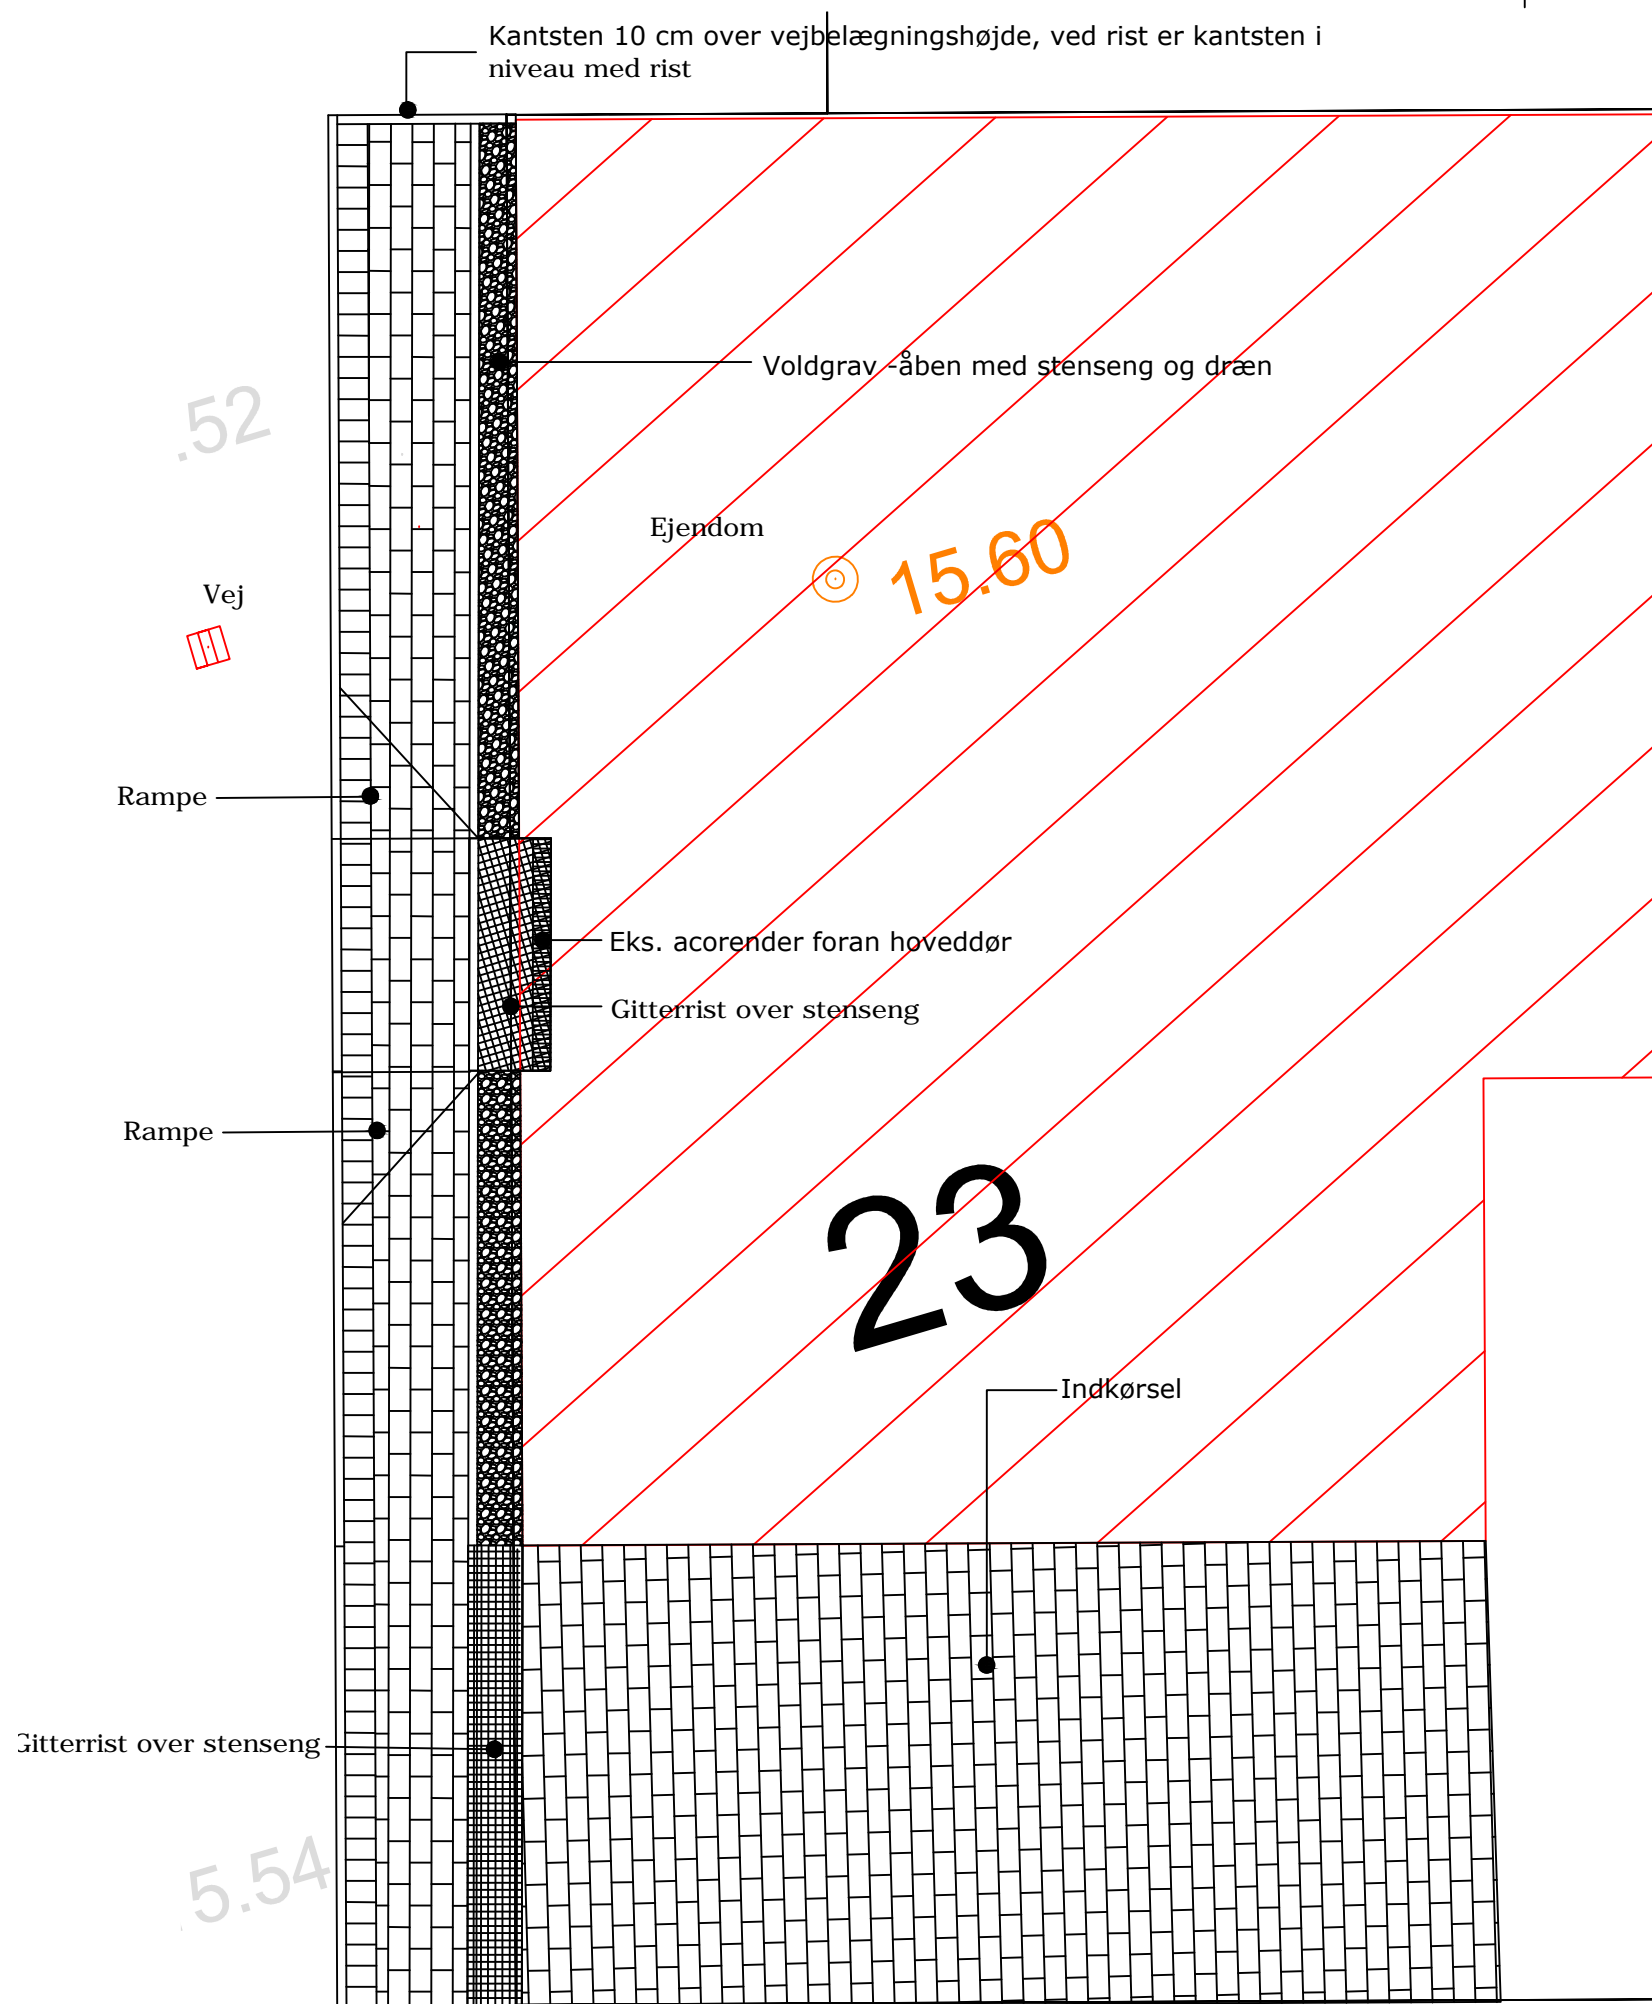 Kantsten 10 cm over vejbelægningshøjde, ved rist er kantsten i
niveau med rist
Voldgrav -åben med stenseng og dræn
.52
Ejendom
15.60
Vej
Rampe
Eks. acorender foran hoveddør
Gitterrist over stenseng
Rampe
23
Indkørsel
Gitterrist over stenseng
5.54